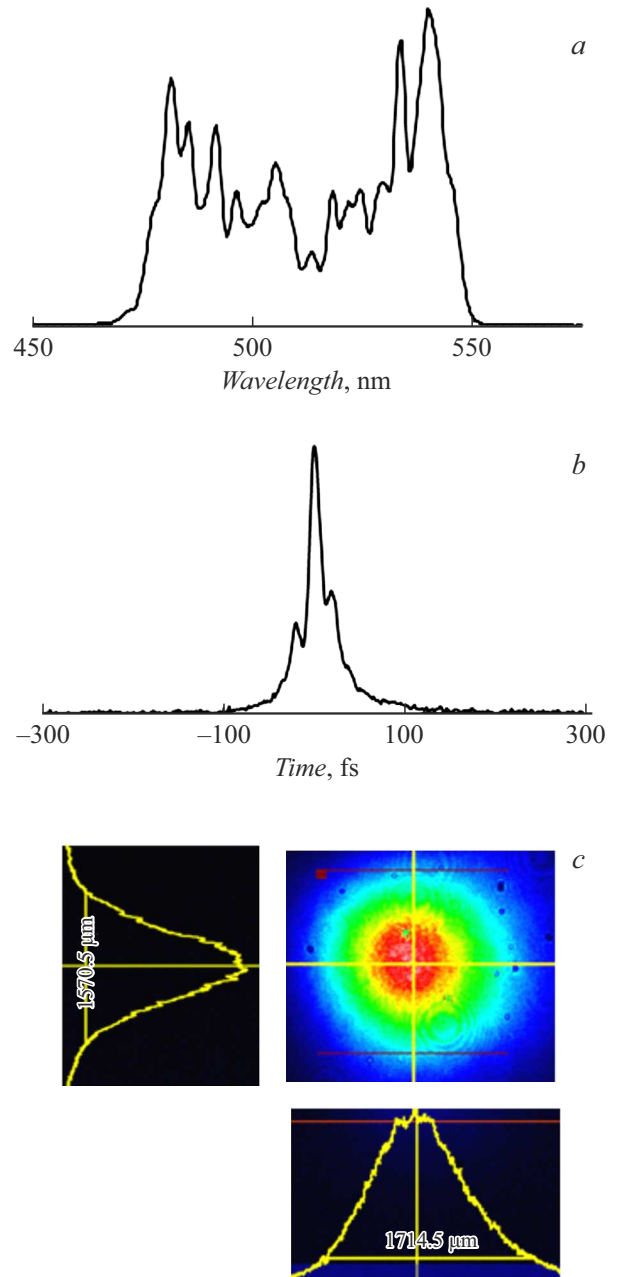 a
450 500 550
Wavelength, nm
b
–300 –100 100 300
Time, fs
c
1570.5 μm
1714.5 μm